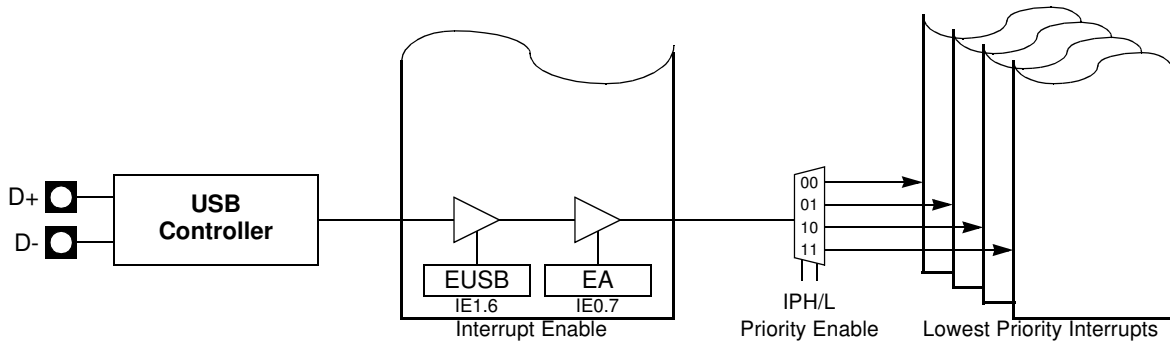 D+
D-
USB
Controller
EUSB
IE1.6
EA
IE0.7
Interrupt Enable
00
01
10
11
IPH/L
Priority Enable
Lowest Priority Interrupts